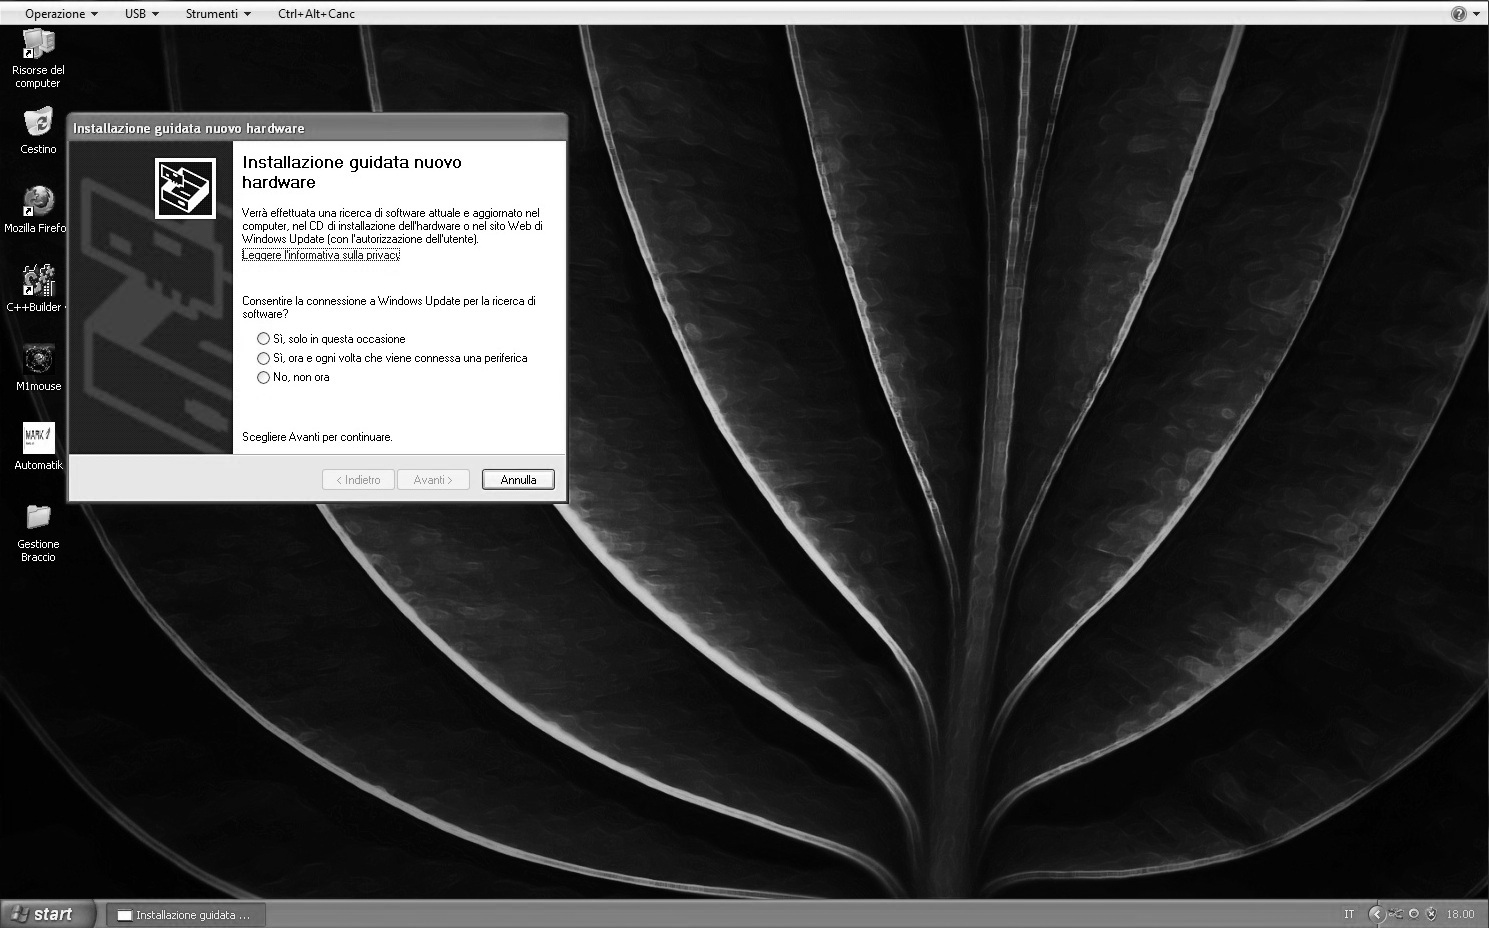 Operazione USB Strumenti Ctrl+Alt+Canc
Risorse del
computer
Cestino
Mozilla Firefo
C++Builder
M1mouse
MARK 1
Automatik
Gestione
Braccio
Installazione guidata nuovo hardware
Installazione guidata nuovo
hardware
Verrà effettuata una ricerca di software attuale e aggiornato nel
computer, nel CD di installazione dell'hardware o nel sito Web di
Windows Update (con l'autorizzazione dell'utente).
Leggere l'informativa sulla privacy
Consentire la connessione a Windows Update per la ricerca di
software?
Sì, solo in questa occasione
Sì, ora e ogni volta che viene connessa una periferica
No, non ora
Scegliere Avanti per continuare.
< Indietro Avanti > Annulla
start Installazione guidata ... IT 18.00